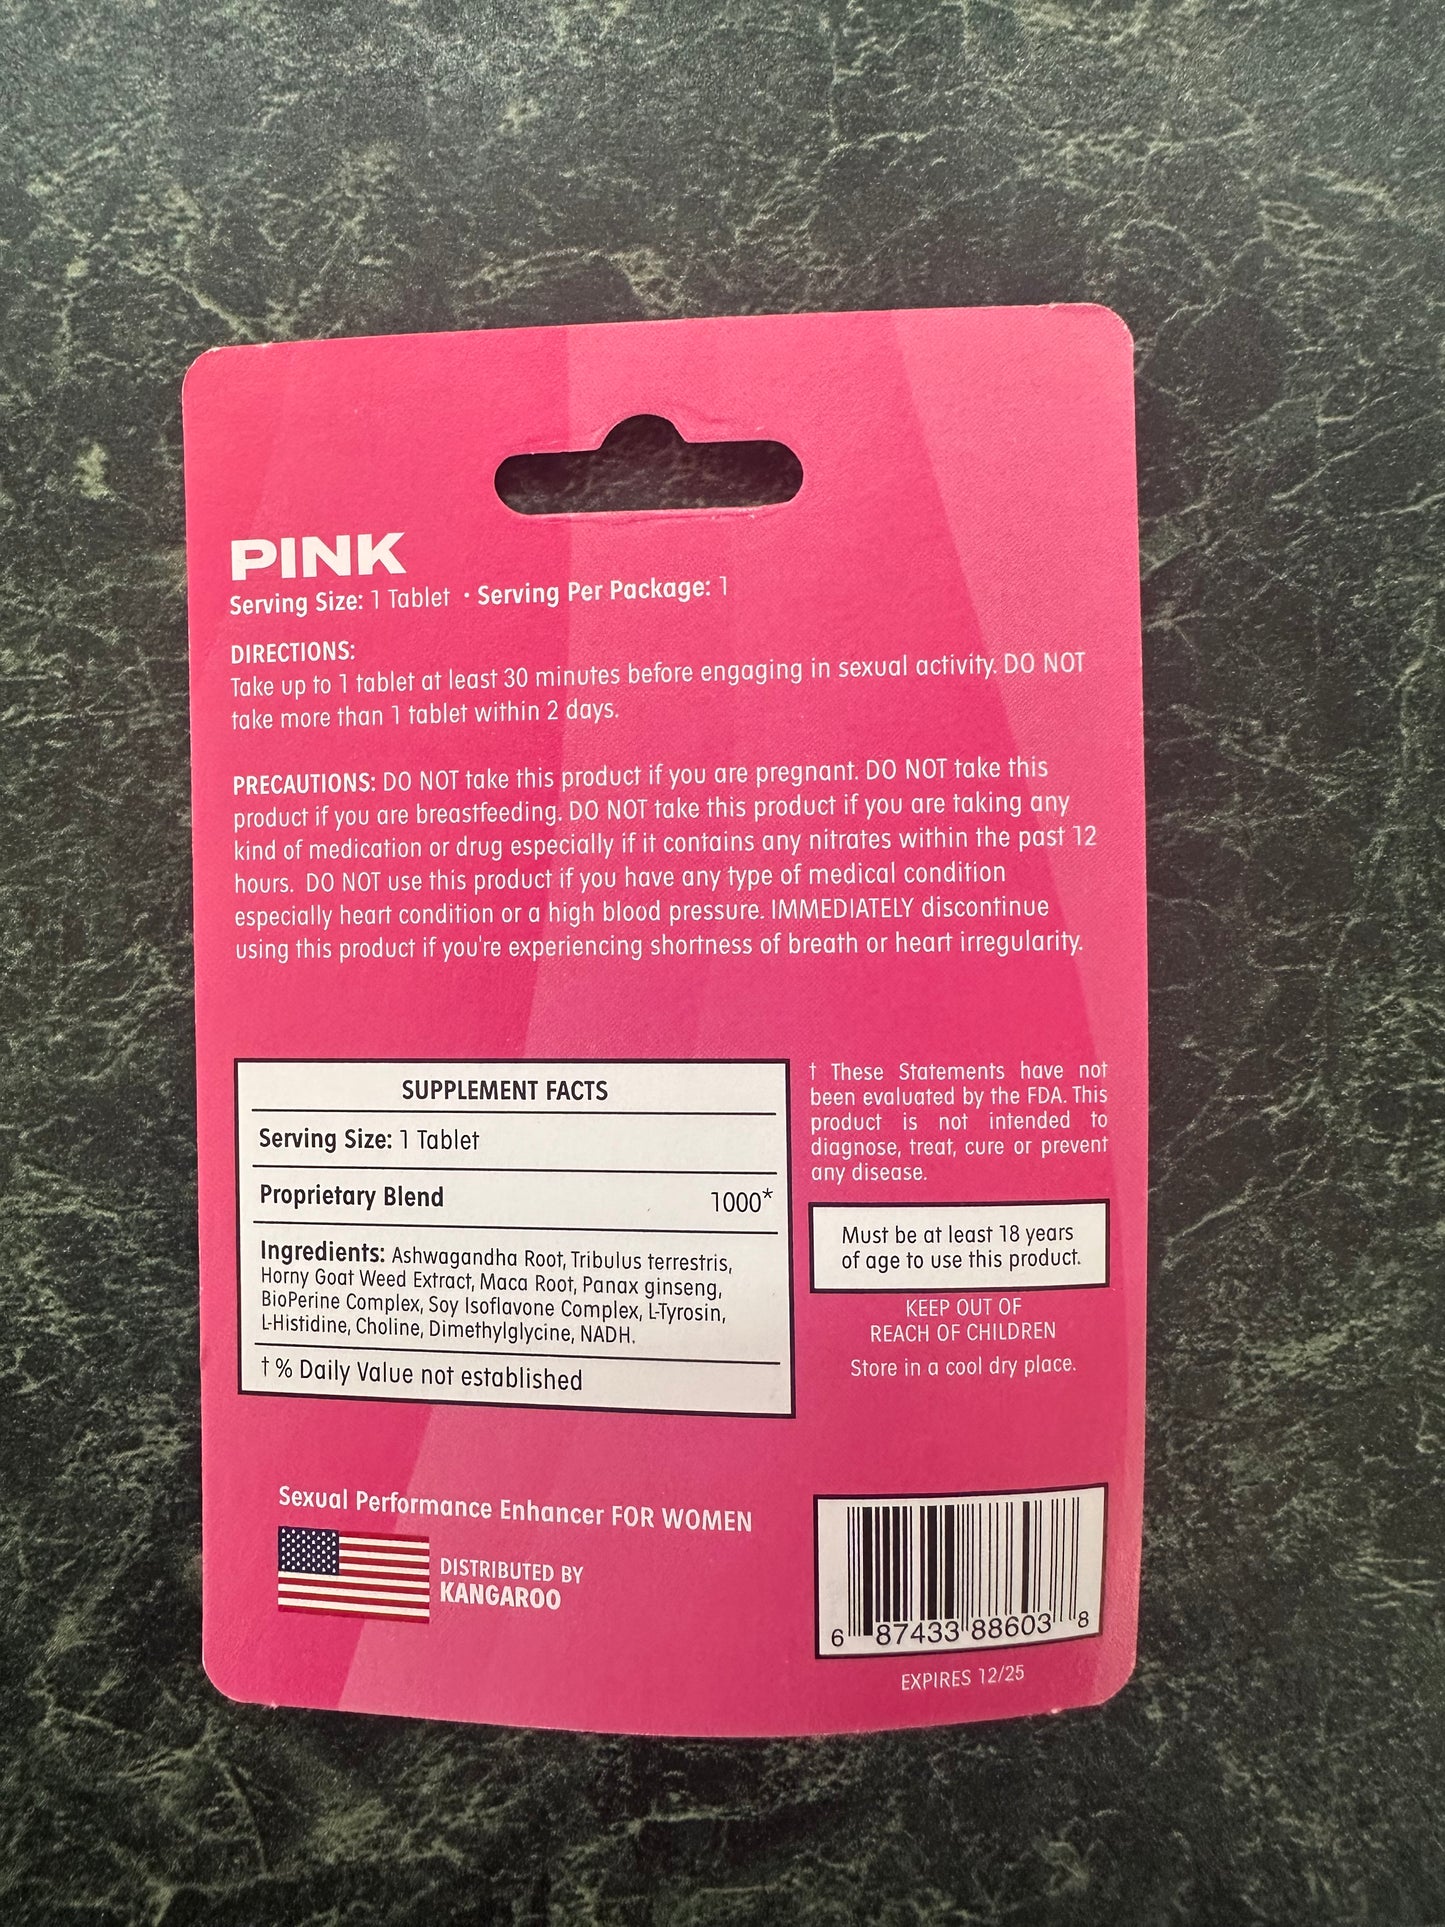 PINK
Serving Size: 1 Tablet • Serving Per Package: 1
DIRECTIONS:
Take up to 1 tablet at least 30 minutes before engaging in sexual activity. DO NOT
take more than 1 tablet within 2 days.
PRECAUTIONS: DO NOT take this product if you are pregnant. DO NOT take this
product if you are breastfeeding. DO NOT take this product if you are taking any
kind of medication or drug especially if it contains any nitrates within the past 12
hours. DO NOT use this product if you have any type of medical condition
especially heart condition or a high blood pressure. IMMEDIATELY discontinue
using this product if you're experiencing shortness of breath or heart irregularity.
SUPPLEMENT FACTS
Serving Size: 1 Tablet
Proprietary Blend 1000*
Ingredients: Ashwagandha Root, Tribulus terrestris,
Horny Goat Weed Extract, Maca Root, Panax ginseng,
BioPerine Complex, Soy Isoflavone Complex, L-Tyrosin,
L-Histidine, Choline, Dimethylglycine, NADH.
† % Daily Value not established
† These Statements have not
been evaluated by the FDA. This
product is not intended to
diagnose, treat, cure or prevent
any disease.
Must be at least 18 years
of age to use this product.
KEEP OUT OF
REACH OF CHILDREN
Store in a cool dry place.
Sexual Performance Enhancer FOR WOMEN
DISTRIBUTED BY
KANGAROO
6 87433 88603 8
EXPIRES 12/25